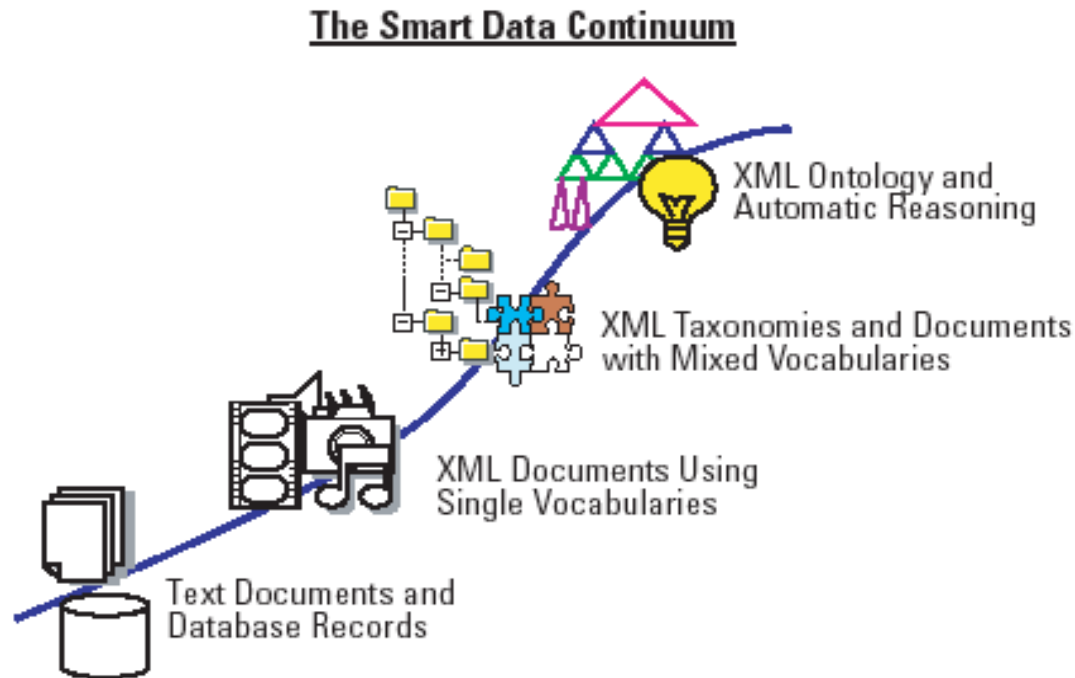 The Smart Data Continuum
XML Ontology and
Automatic Reasoning
XML Taxonomies and Documents
with Mixed Vocabularies
XML Documents Using
Single Vocabularies
Text Documents and
Database Records